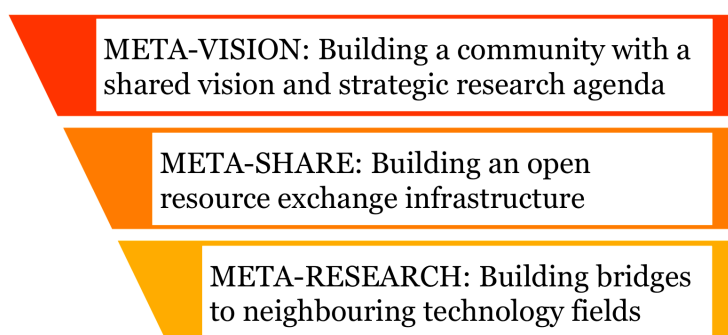 META-VISION: Building a community with a
shared vision and strategic research agenda
META-SHARE: Building an open
resource exchange infrastructure
META-RESEARCH: Building bridges
to neighbouring technology fields